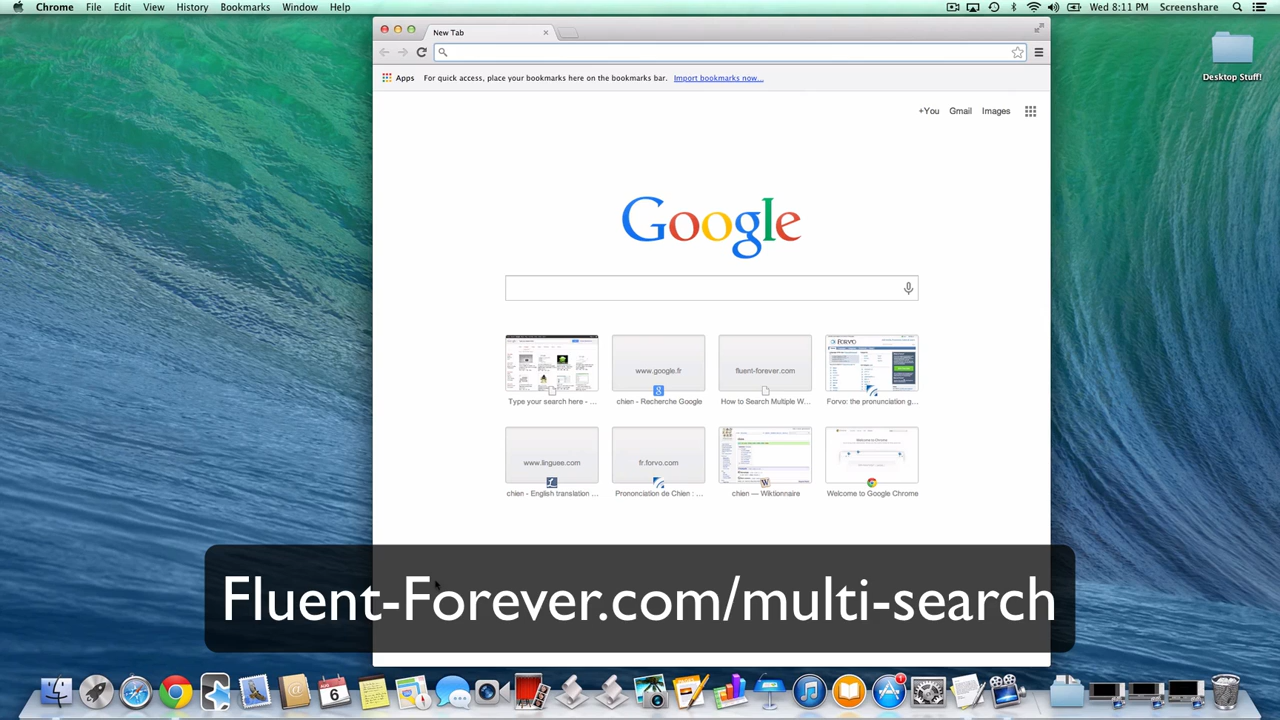 Chrome File Edit View History Bookmarks Window Help
Wed 8:11 PM Screenshare
Desktop Stuff!
New Tab
Apps For quick access, place your bookmarks here on the bookmarks bar. Import bookmarks now...
+You Gmail Images
Google
www.google.fr
fluent-forever.com
FORVO
Type your search here - ...
chien - Recherche Google
How to Search Multiple W...
Forvo: the pronunciation g...
www.linguee.com
fr.forvo.com
chien - English translation ...
Prononciation de Chien : ...
chien — Wiktionnaire
Welcome to Google Chrome
Fluent-Forever.com/multi-search
6
1